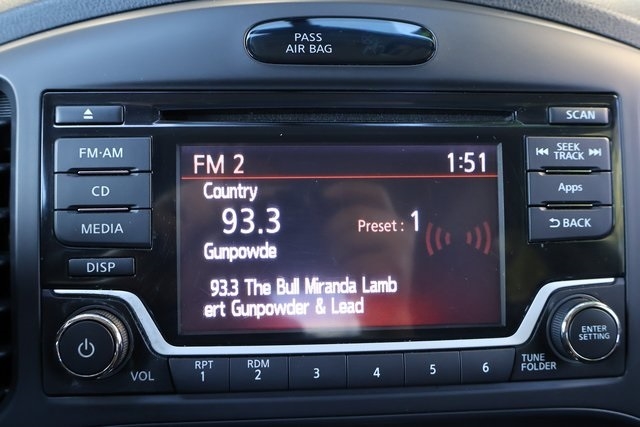 PASS
AIR BAG
SCAN
FM·AM
CD
MEDIA
DISP
FM 2 1:51
Country
93.3
Preset : 1
Gunpowde
93.3 The Bull Miranda Lamb
ert Gunpowder & Lead
SEEK
TRACK
Apps
BACK
VOL
RPT
1
RDM
2
3
4
5
6
TUNE
FOLDER
ENTER
SETTING